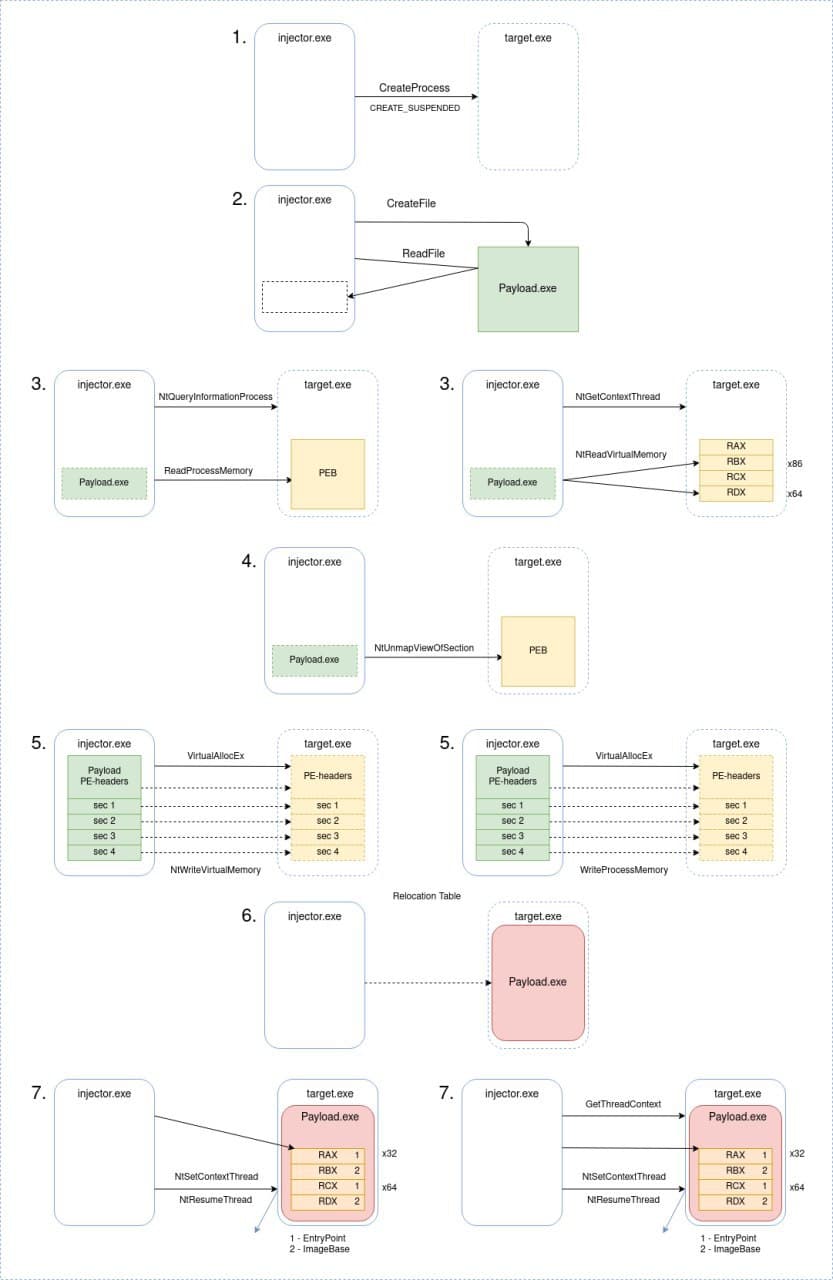 1.
injector.exe
target.exe
CreateProcess
CREATE_SUSPENDED
2.
injector.exe
CreateFile
ReadFile
Payload.exe
3.
injector.exe
target.exe
NtQueryInformationProcess
ReadProcessMemory
Payload.exe
PEB
3.
injector.exe
target.exe
NtGetContextThread
NtReadVirtualMemory
Payload.exe
RAX
RBX
RCX
RDX
x86
x64
4.
injector.exe
target.exe
NtUnmapViewOfSection
Payload.exe
PEB
5.
injector.exe
target.exe
VirtualAllocEx
Payload
PE-headers
PE-headers
sec 1
sec 1
sec 2
sec 2
sec 3
sec 3
sec 4
sec 4
NtWriteVirtualMemory
5.
injector.exe
target.exe
VirtualAllocEx
Payload
PE-headers
PE-headers
sec 1
sec 1
sec 2
sec 2
sec 3
sec 3
sec 4
sec 4
WriteProcessMemory
Relocation Table
6.
injector.exe
target.exe
Payload.exe
7.
injector.exe
target.exe
Payload.exe
RAX 1
x32
RBX 2
NtSetContextThread
RCX 1
x64
NtResumeThread
RDX 2
1 - EntryPoint
2 - ImageBase
7.
injector.exe
target.exe
GetThreadContext
Payload.exe
RAX 1
x32
RBX 2
NtSetContextThread
RCX 1
x64
NtResumeThread
RDX 2
1 - EntryPoint
2 - ImageBase